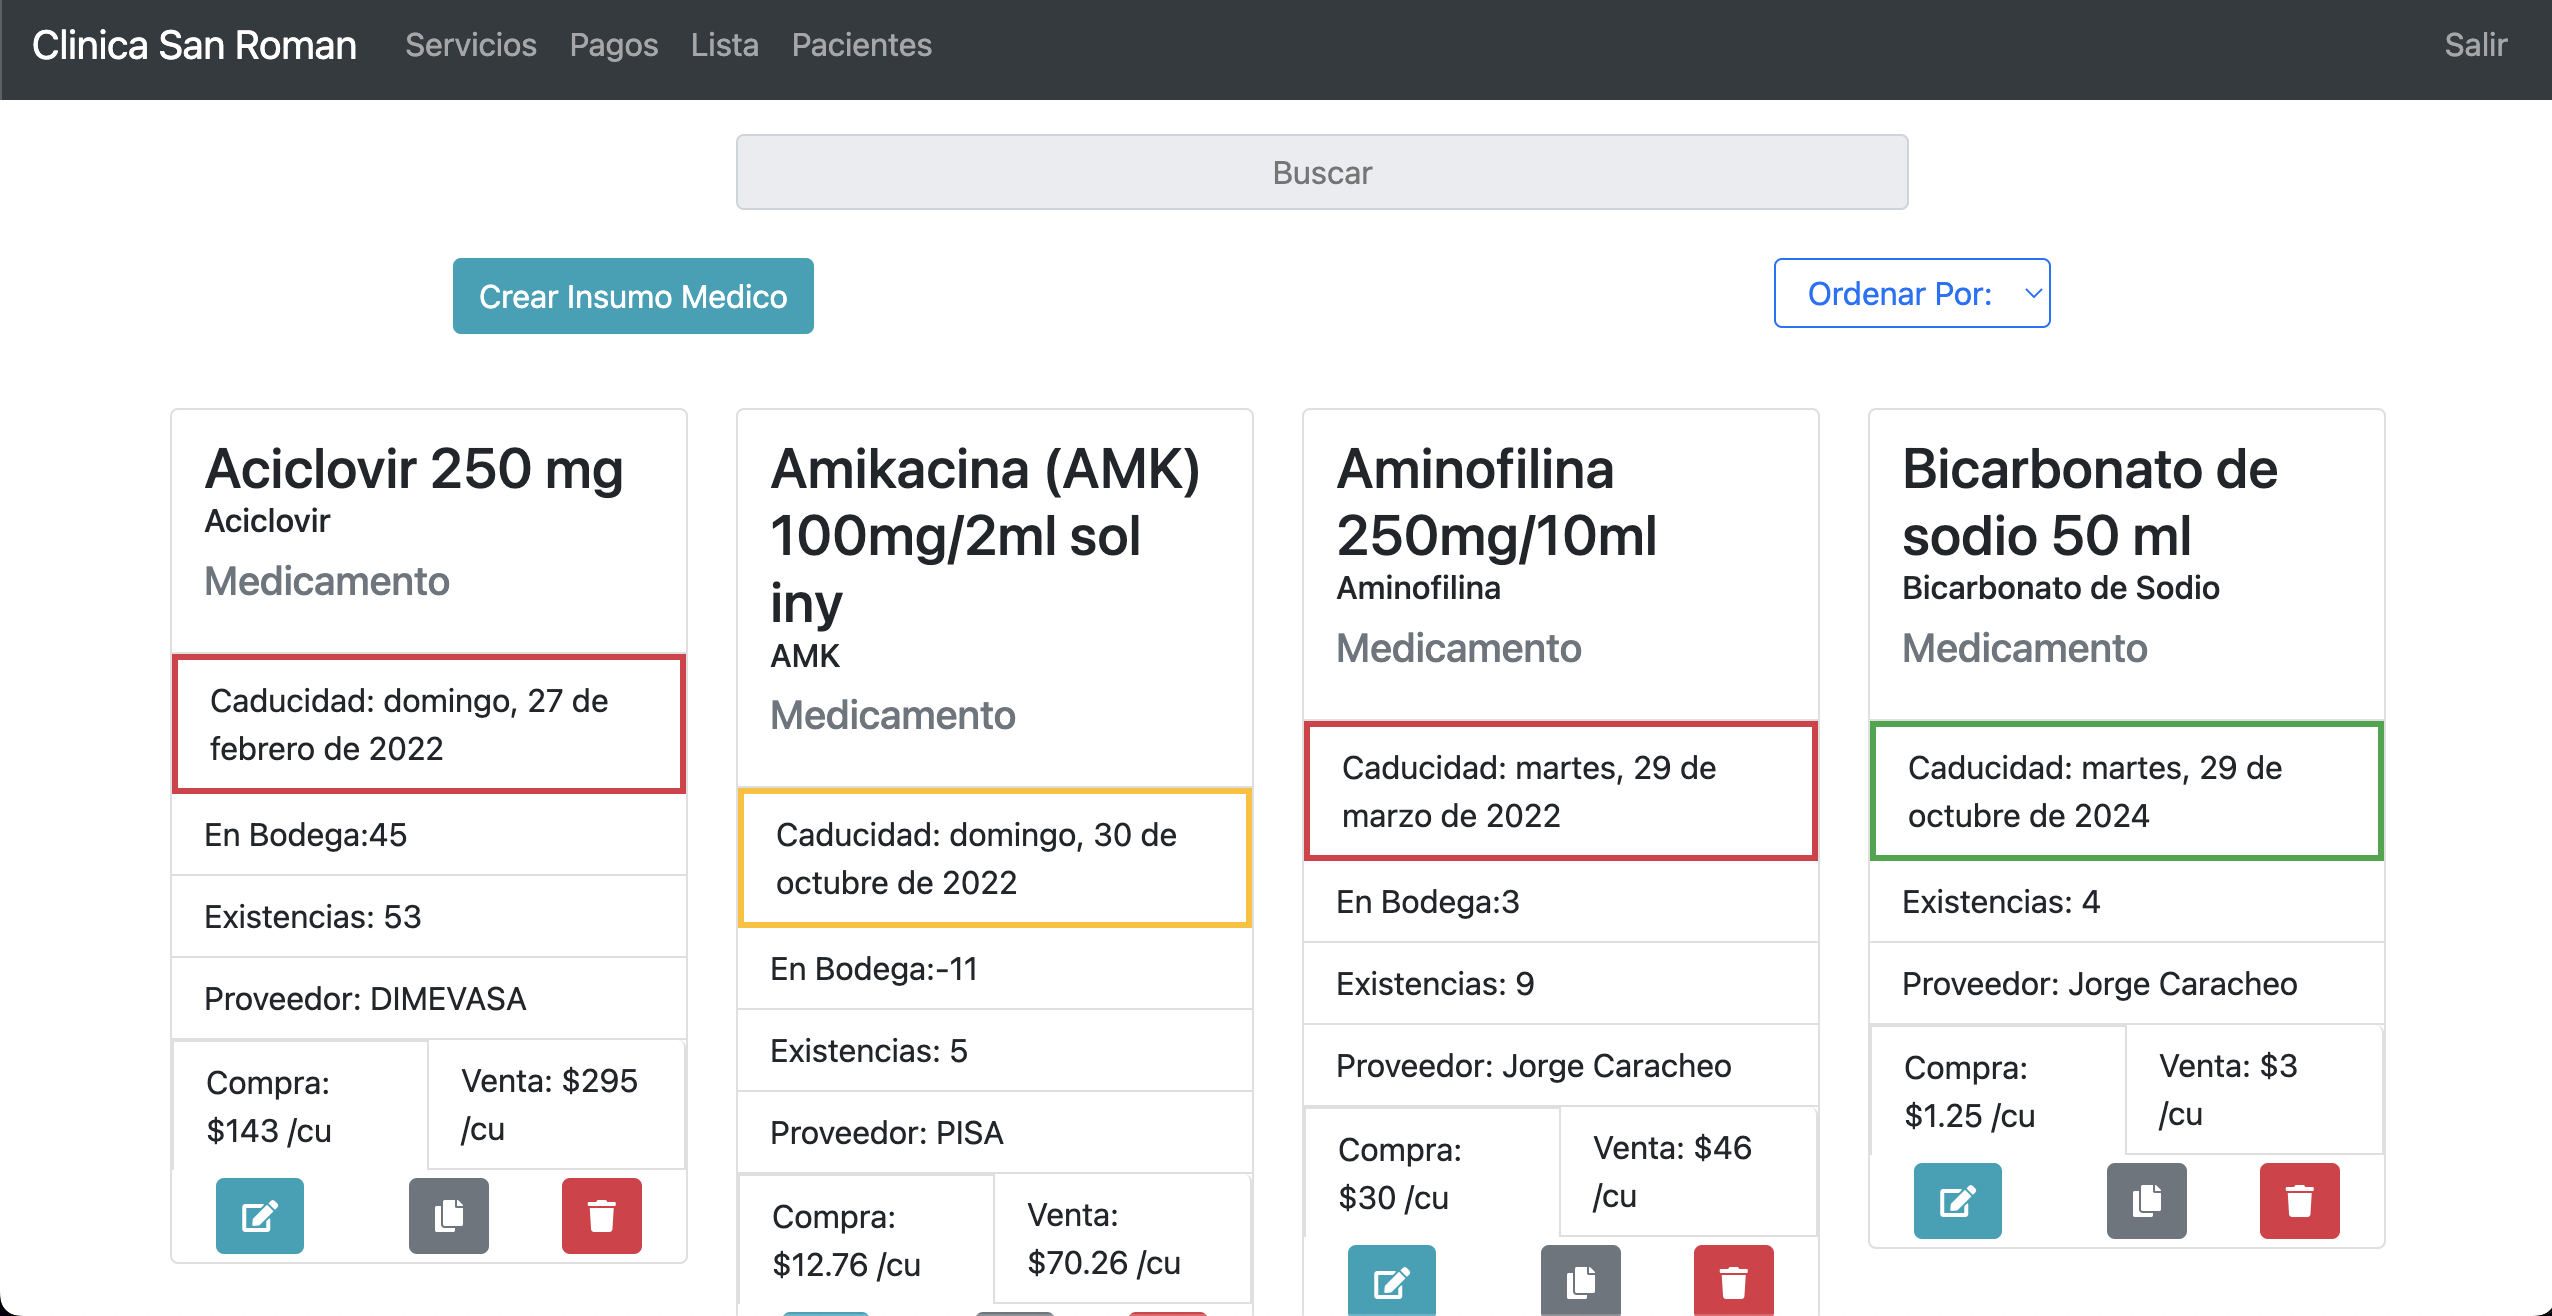 Clinica San Roman Servicios Pagos Lista Pacientes Salir
Buscar
Crear Insumo Medico
Ordenar Por:
Aciclovir 250 mg
Aciclovir
Medicamento
Caducidad: domingo, 27 de
febrero de 2022
En Bodega:45
Existencias: 53
Proveedor: DIMEVASA
Compra:
$143 /cu
Venta: $295
/cu
Amikacina (AMK)
100mg/2ml sol
iny
AMK
Medicamento
Caducidad: domingo, 30 de
octubre de 2022
En Bodega:-11
Existencias: 5
Proveedor: PISA
Compra:
$12.76 /cu
Venta:
$70.26 /cu
Aminofilina
250mg/10ml
Aminofilina
Medicamento
Caducidad: martes, 29 de
marzo de 2022
En Bodega:3
Existencias: 9
Proveedor: Jorge Caracheo
Compra:
$30 /cu
Venta: $46
/cu
Bicarbonato de
sodio 50 ml
Bicarbonato de Sodio
Medicamento
Caducidad: martes, 29 de
octubre de 2024
Existencias: 4
Proveedor: Jorge Caracheo
Compra:
$1.25 /cu
Venta: $3
/cu